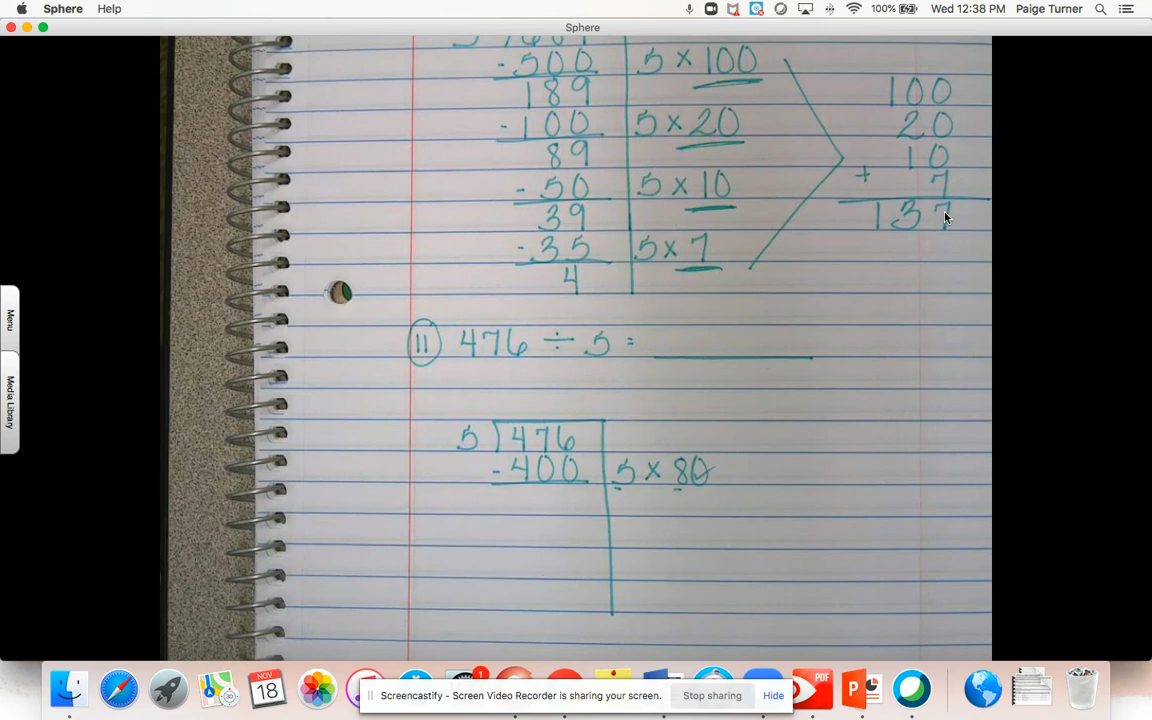 Sphere Help 100% Wed 12:38 PM Paige Turner
Sphere
- 500 5 × 100
189
- 100 5 × 20
89
- 50 5 × 10
39
- 35 5 × 7
4
100
20
10
+ 7
137
Menu
Media Library
11 476 ÷ 5 =
5 476
- 400 5 × 80
NOV
18
1
PDF
Screencastify - Screen Video Recorder is sharing your screen. Stop sharing Hide